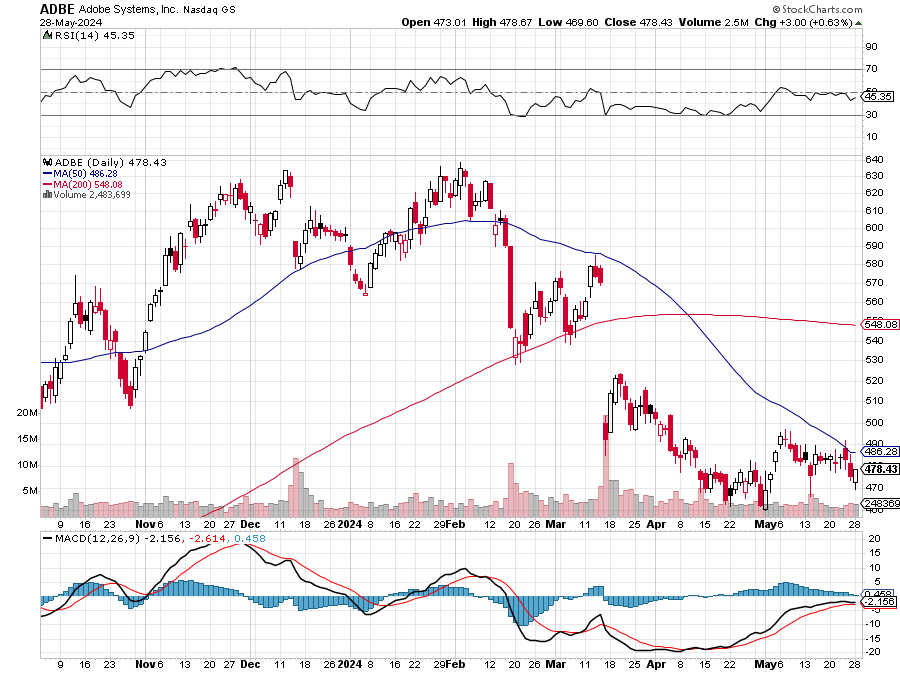 ADBE Adobe Systems, Inc. Nasdaq GS
© StockCharts.com
28-May-2024
Open 473.01 High 478.67 Low 469.60 Close 478.43 Volume 2.5M Chg +3.00 (+0.63%)
RSI(14) 45.35
90
70
50
45.35
30
10
ADBE (Daily) 478.43
MA(50) 486.28
MA(200) 548.08
Volume 2,483,699
640
630
620
610
600
590
580
570
560
548.08
540
530
520
510
500
490
486.28
478.43
470
2483699
460
20M
15M
10M
5M
9 16 23 Nov 6 13 20 27 Dec 11 18 26 2024 8 16 22 29 Feb 12 20 26 Mar 11 18 25 Apr 8 15 22 May 6 13 20 28
MACD(12,26,9) -2.156, -2.614, 0.458
20
15
10
5
0.458
-2.156
-5
-10
-15
-20
9 16 23 Nov 6 13 20 27 Dec 11 18 26 2024 8 16 22 29 Feb 12 20 26 Mar 11 18 25 Apr 8 15 22 May 6 13 20 28